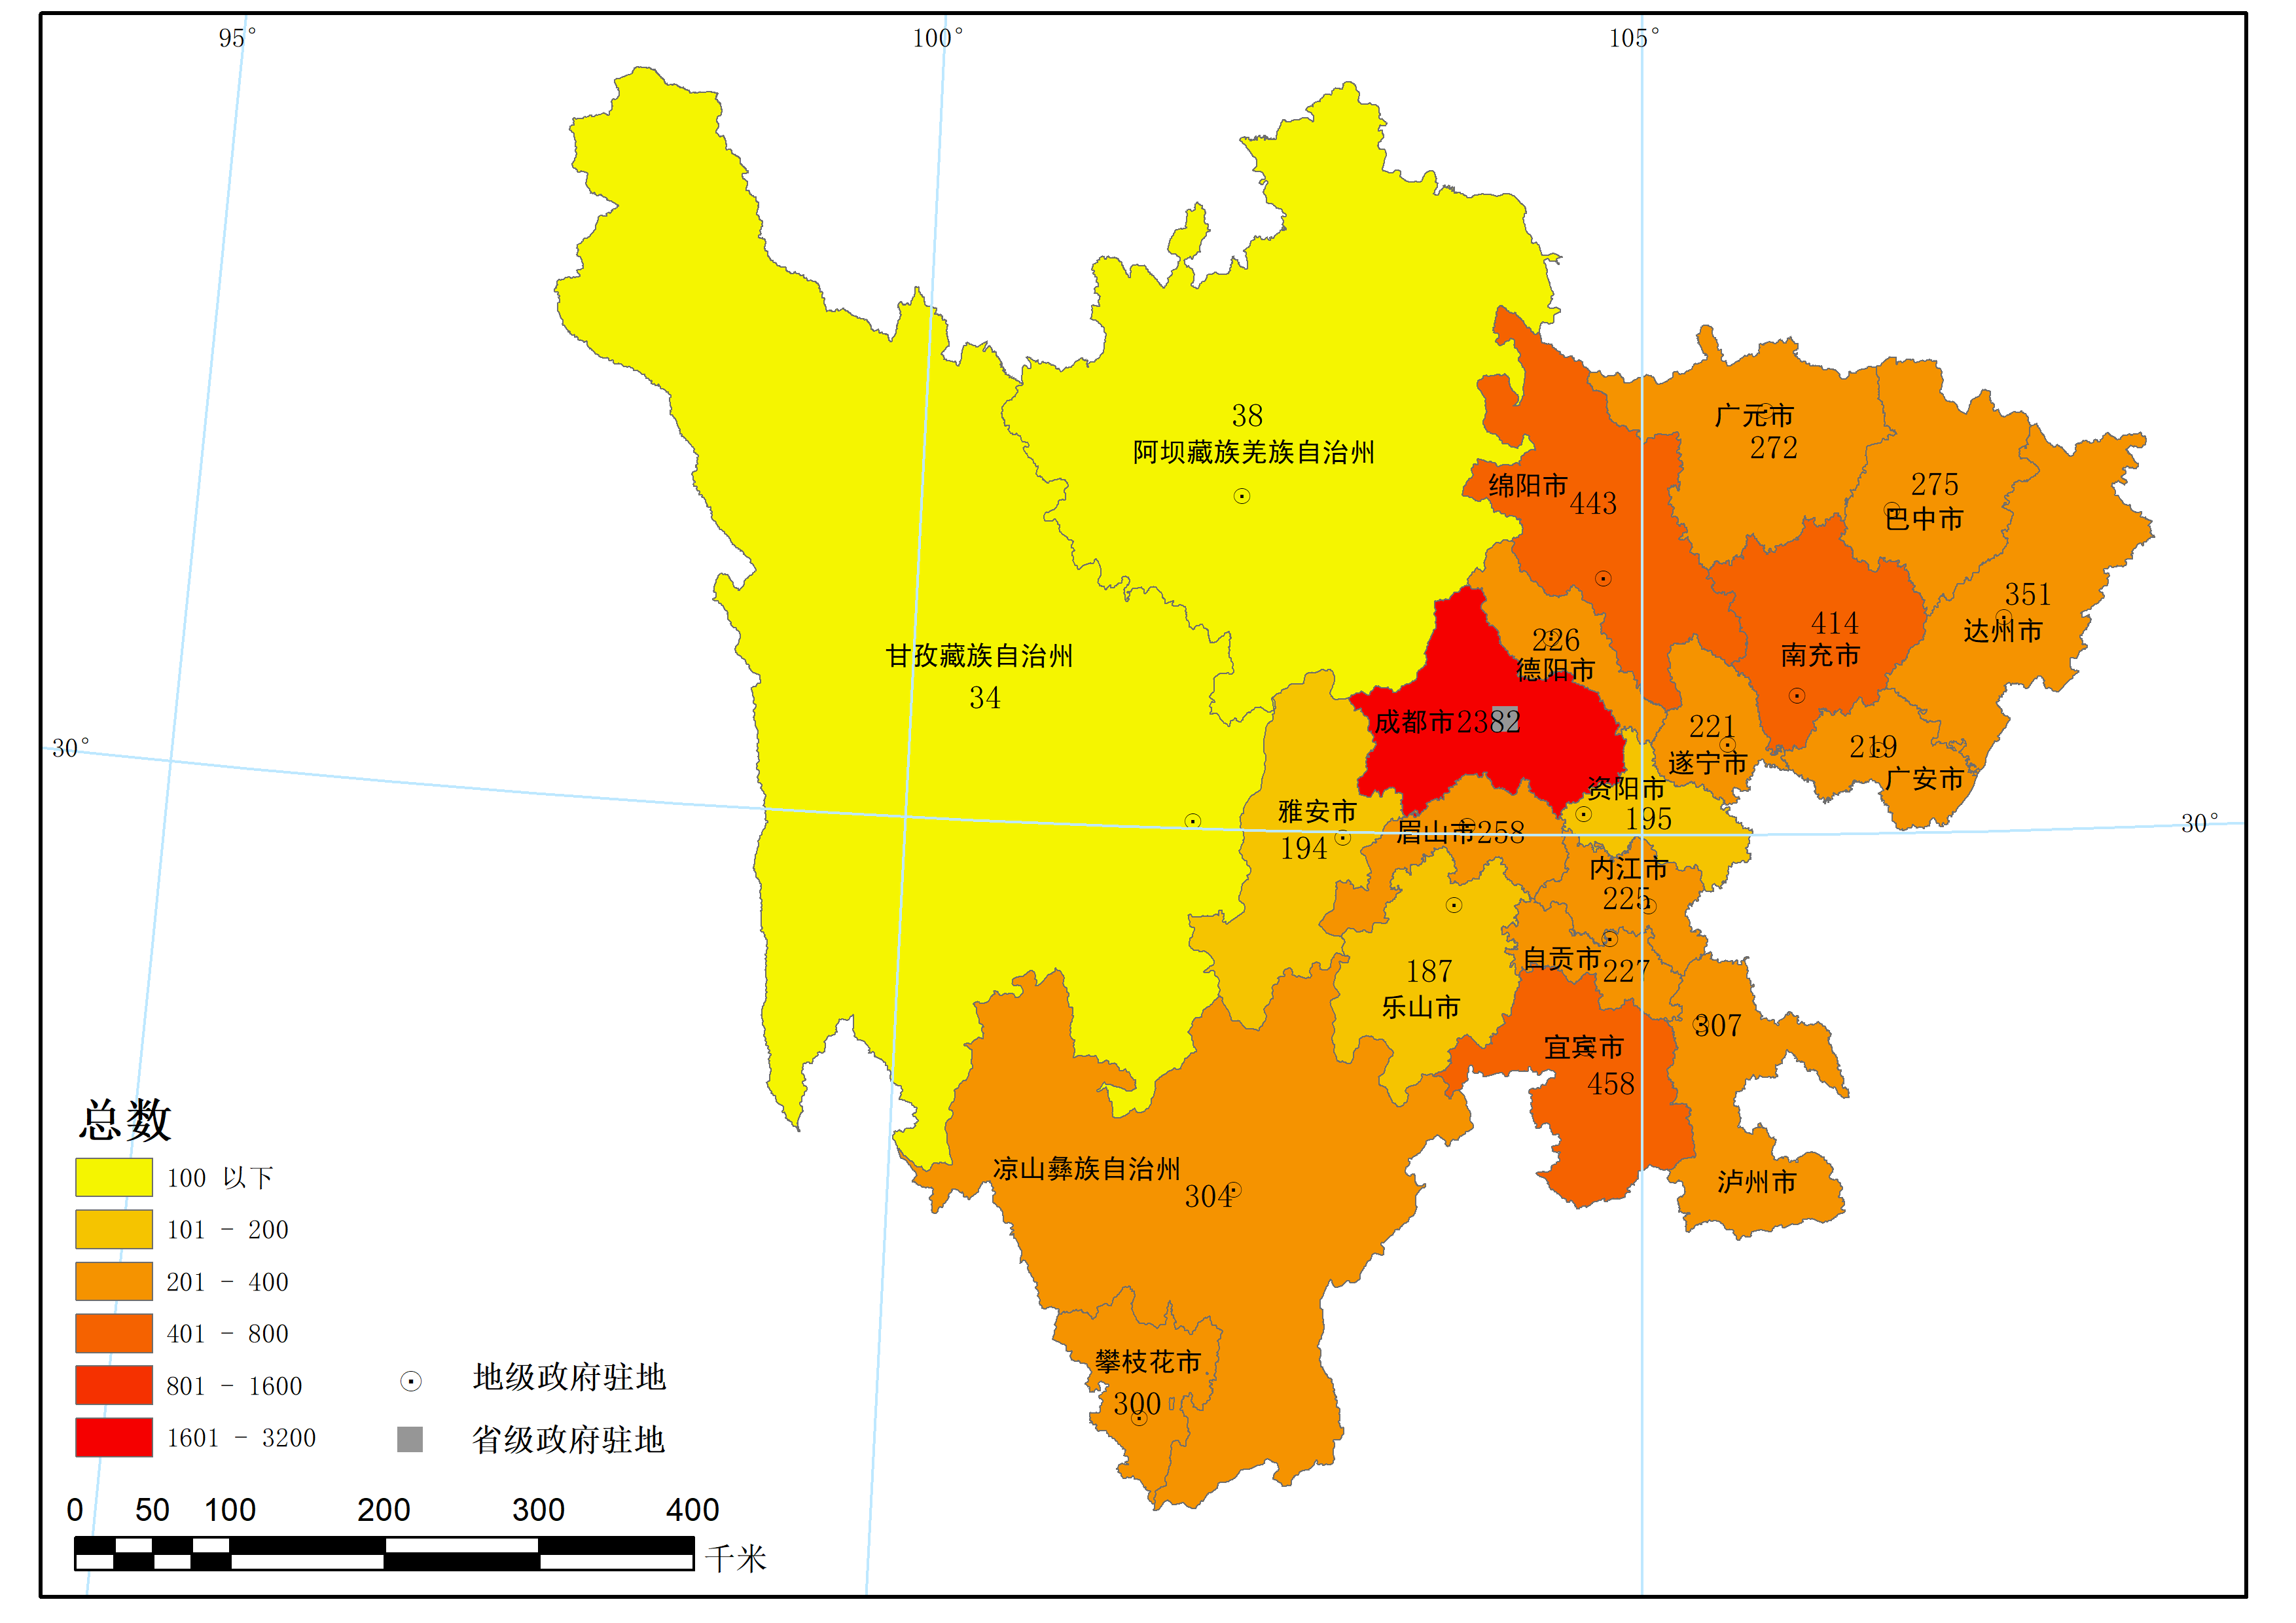 95°
100°
105°
38
阿坝藏族羌族自治州
广元市
272
绵阳市
443
275
巴中市
351
达州市
414
南充市
226
德阳市
甘孜藏族自治州
34
成都市2382
221
遂宁市
219
广安市
30°
资阳市
195
30°
雅安市
194
眉山市258
内江市
225
自贡市
227
187
乐山市
307
宜宾市
458
泸州市
凉山彝族自治州
304
攀枝花市
300
总数
100 以下
101 - 200
201 - 400
401 - 800
801 - 1600
1601 - 3200
地级政府驻地
省级政府驻地
0 50 100 200 300 400
千米